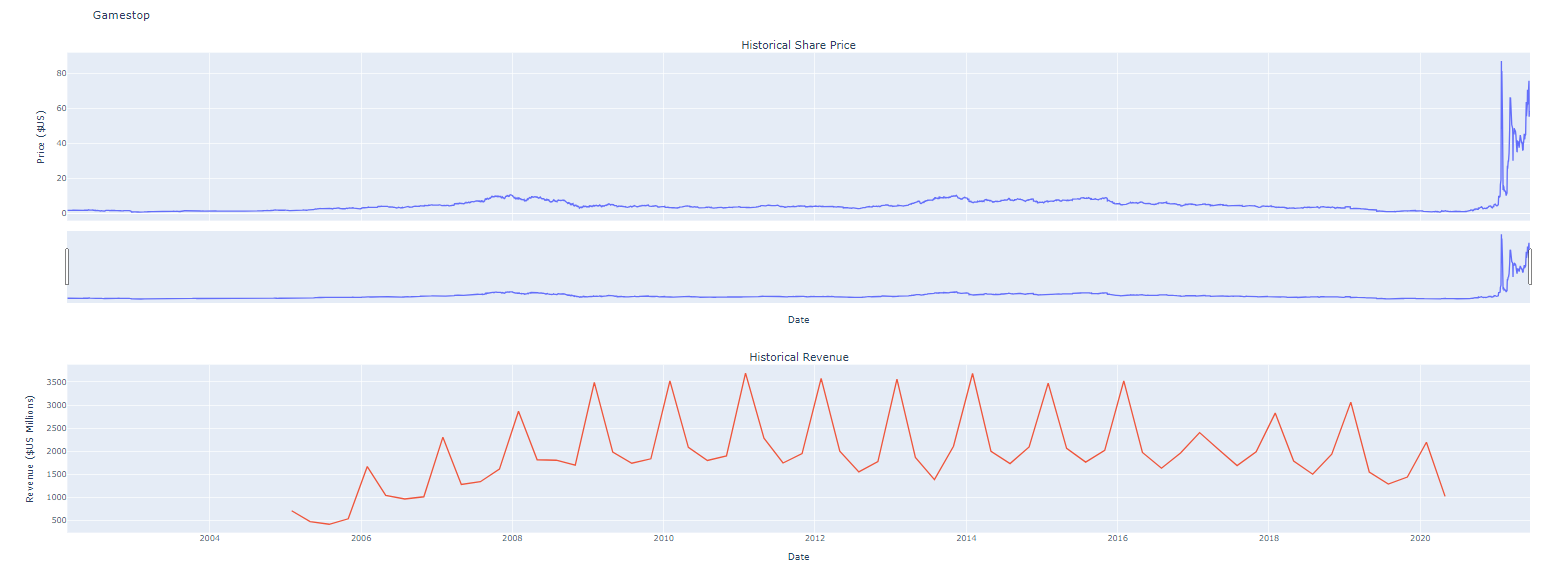 Gamestop
Historical Share Price
80
60
40
20
0
Price ($US)
Date
Historical Revenue
3500
3000
2500
2000
1500
1000
500
Revenue ($US Millions)
2004 2006 2008 2010 2012 2014 2016 2018 2020
Date